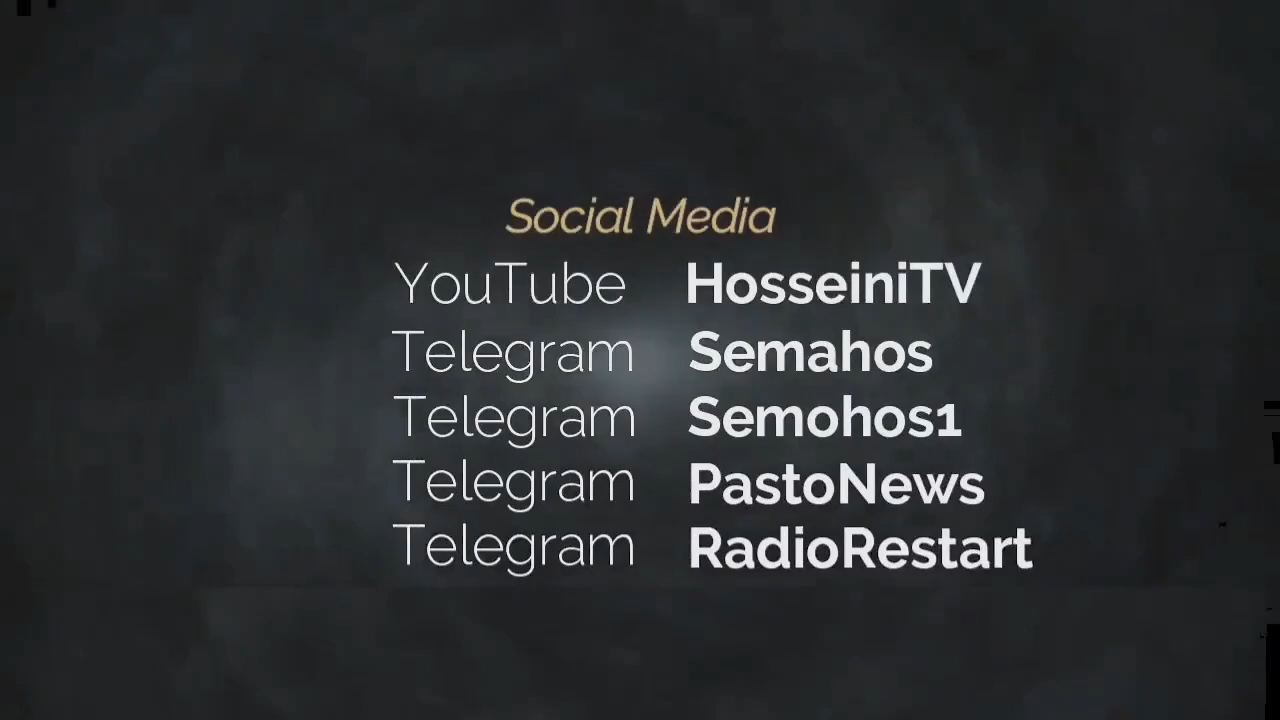 Social Media
YouTube HosseiniTV
Telegram Semahos
Telegram Semohos1
Telegram PastoNews
Telegram RadioRestart